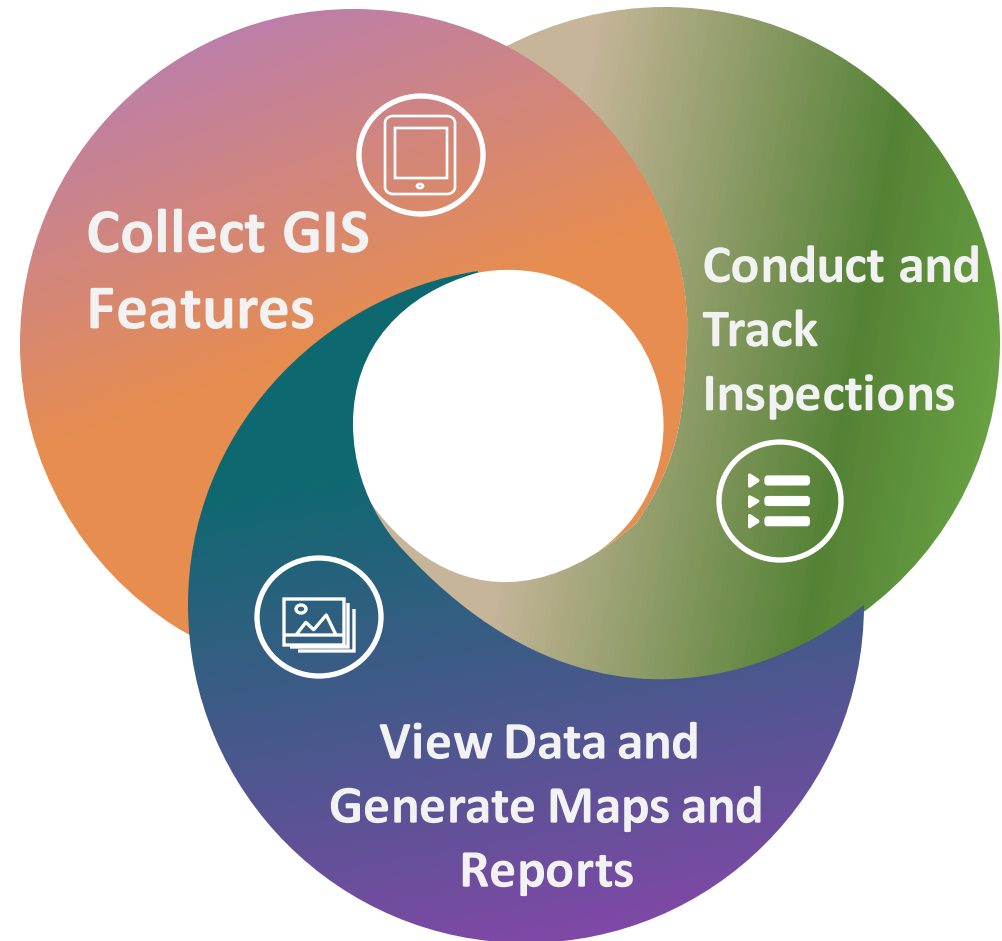 Collect GIS
Features
Conduct and
Track
Inspections
View Data and
Generate Maps and
Reports